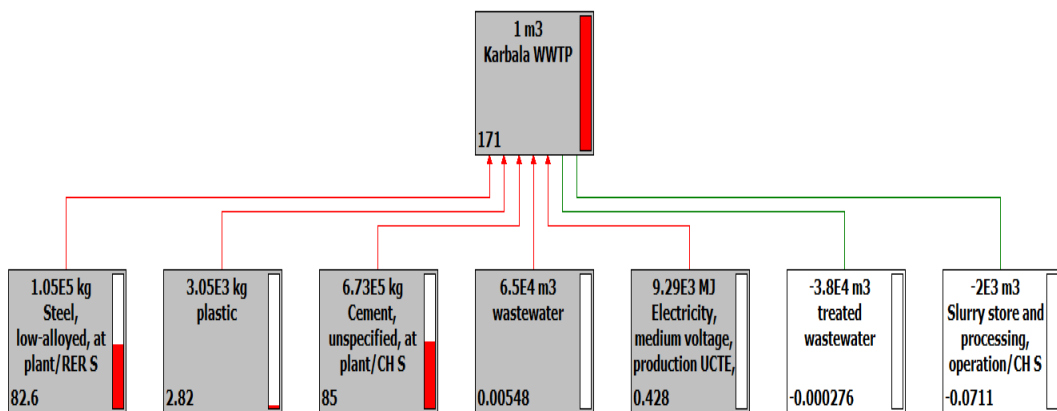 1 m3
Karbala WWTP
171
1.05E5 kg
Steel,
low-alloyed, at
plant/RER S
82.6
3.05E3 kg
plastic
2.82
6.73E5 kg
Cement,
unspecified, at
plant/CH S
85
6.5E4 m3
wastewater
0.00548
9.29E3 MJ
Electricity,
medium voltage,
production UCTE,
0.428
-3.8E4 m3
treated
wastewater
-0.000276
-2E3 m3
Slurry store and
processing,
operation/CH S
-0.0711